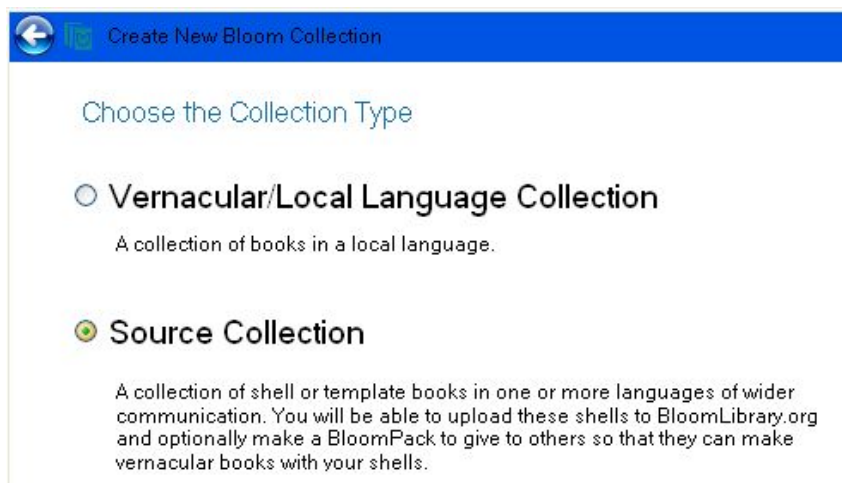 Create New Bloom Collection
Choose the Collection Type
Vernacular/Local Language Collection
A collection of books in a local language.
Source Collection
A collection of shell or template books in one or more languages of wider
communication. You will be able to upload these shells to BloomLibrary.org
and optionally make a BloomPack to give to others so that they can make
vernacular books with your shells.